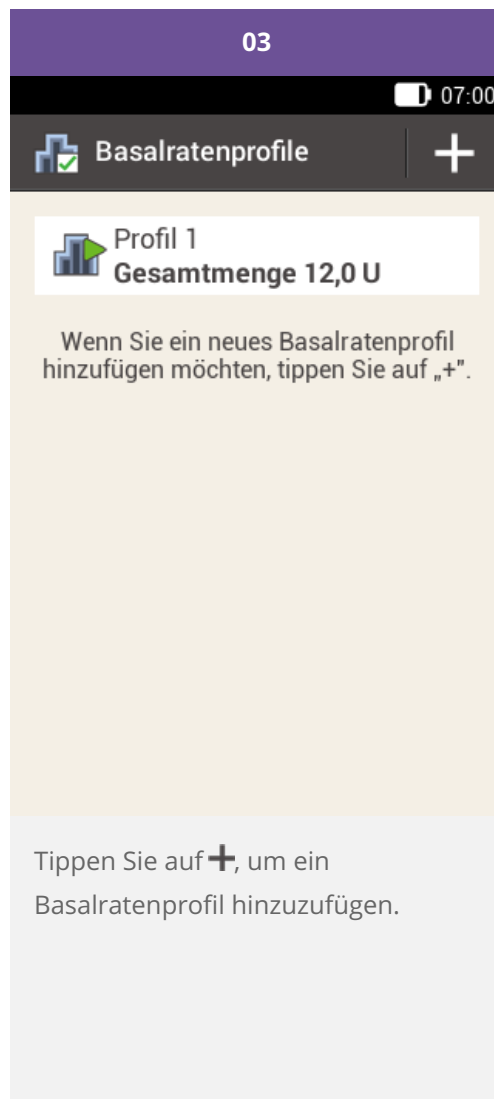 03
07:00
Basalratenprofile
Profil 1
Gesamtmenge 12,0 U
Wenn Sie ein neues Basalratenprofil
hinzufügen möchten, tippen Sie auf „+".
Tippen Sie auf +, um ein
Basalratenprofil hinzuzufügen.